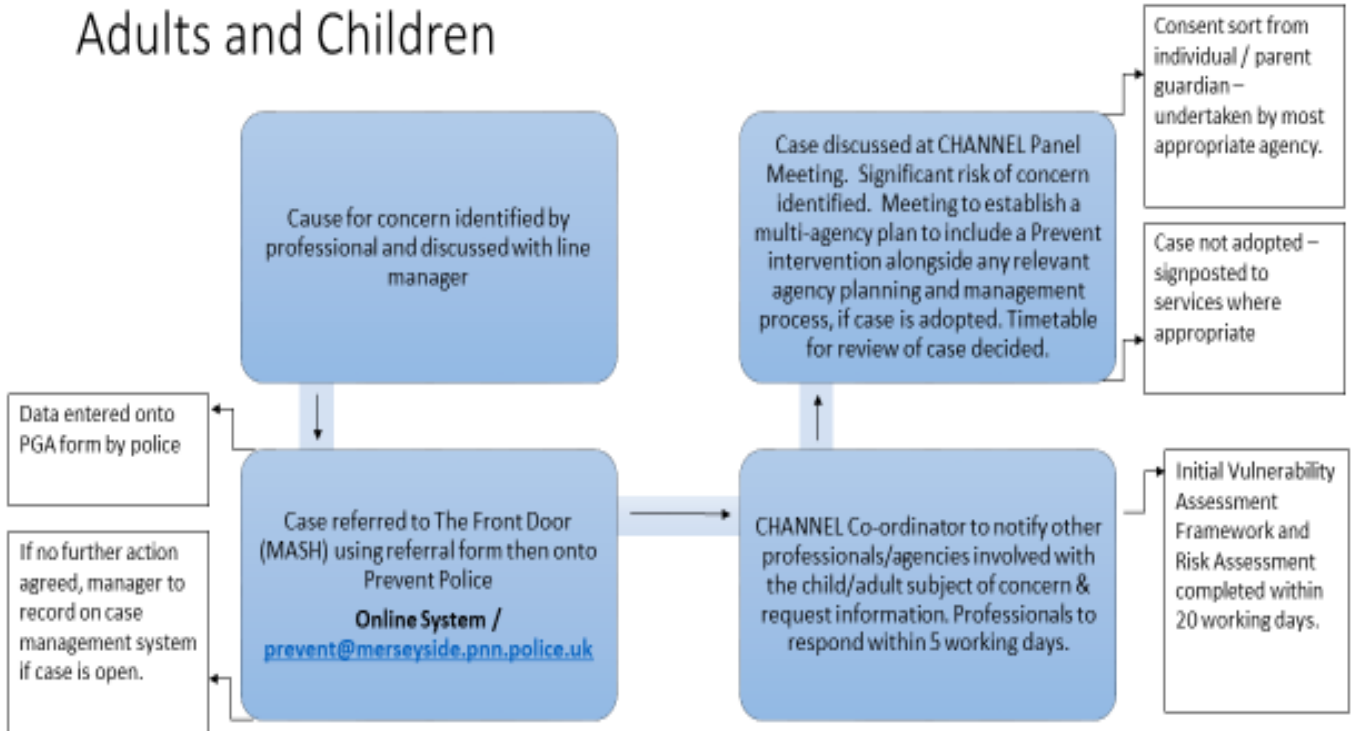 Adults and Children
Cause for concern identified by
professional and discussed with line
manager
Data entered onto
PGA form by police
If no further action
agreed, manager to
record on case
management system
if case is open.
Case referred to The Front Door
(MASH) using referral form then onto
Prevent Police
Online System /
prevent@merseyside.pnn.police.uk
CHANNEL Co-ordinator to notify other
professionals/agencies involved with
the child/adult subject of concern &
request information. Professionals to
respond within 5 working days.
Initial Vulnerability
Assessment
Framework and
Risk Assessment
completed within
20 working days.
Case discussed at CHANNEL Panel
Meeting. Significant risk of concern
identified. Meeting to establish a
multi-agency plan to include a Prevent
intervention alongside any relevant
agency planning and management
process, if case is adopted. Timetable
for review of case decided.
Consent sort from
individual / parent
guardian –
undertaken by most
appropriate agency.
Case not adopted –
signposted to
services where
appropriate